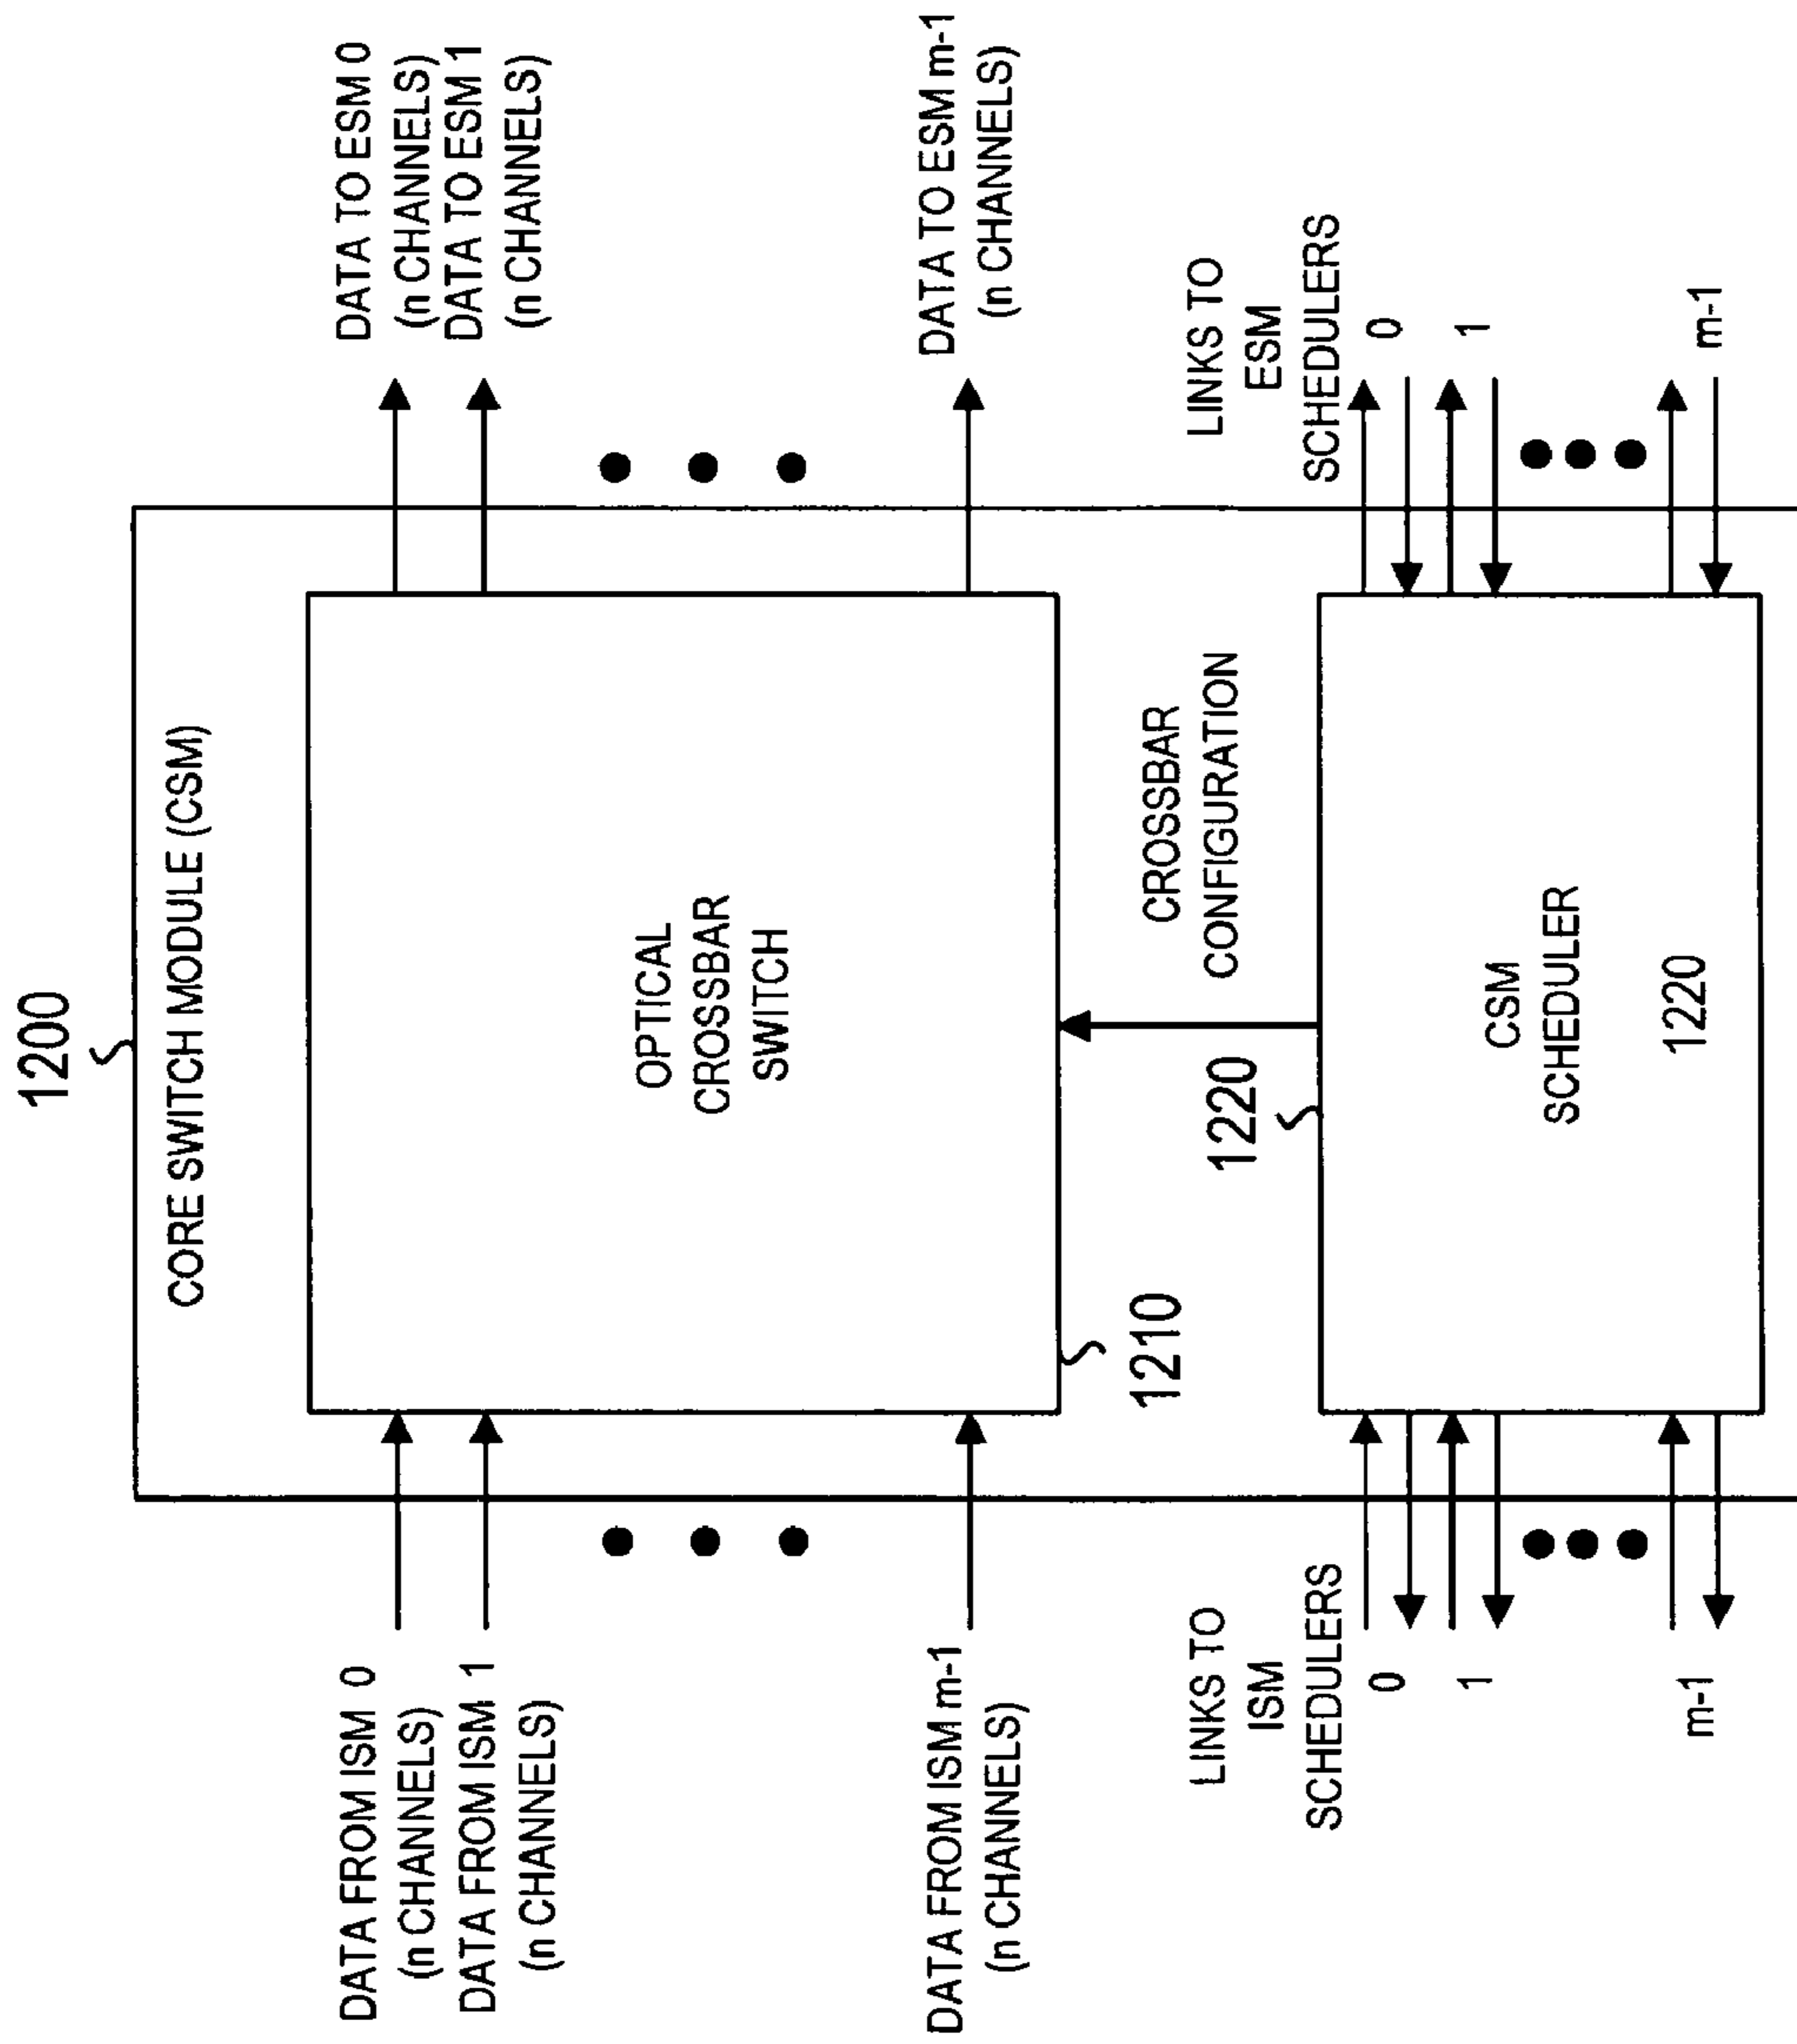 1200
CORE SWITCH MODULE (CSM)
DATA FROM ISM 0
(n CHANNELS)
DATA FROM ISM 1
(n CHANNELS)
DATA FROM ISM m-1
(n CHANNELS)
OPTICAL
CROSSBAR
SWITCH
1210
DATA TO ESM 0
(n CHANNELS)
DATA TO ESM 1
(n CHANNELS)
DATA TO ESM m-1
(n CHANNELS)
CROSSBAR
CONFIGURATION
1220
LINKS TO
ISM
SCHEDULERS
0
1
m-1
CSM
SCHEDULER
1220
LINKS TO
ESM
SCHEDULERS
0
1
m-1